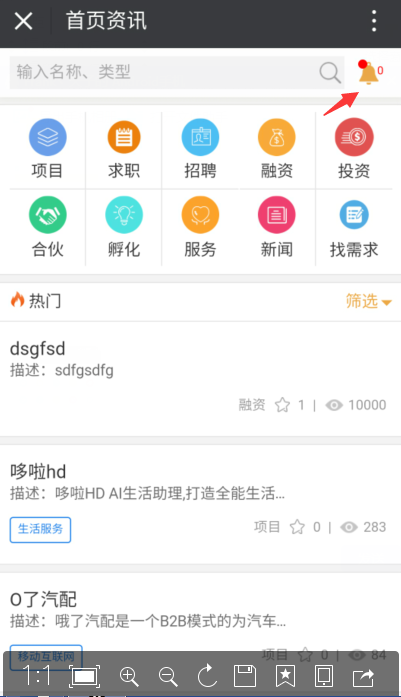 首页资讯
输入名称、类型
0
项目 求职 招聘 融资 投资
合伙 孵化 服务 新闻 找需求
热门 筛选
dsgfsd
描述：sdfgsdfg
融资 1 | 10000
哆啦hd
描述：哆啦HD AI生活助理,打造全能生活...
生活服务 项目 0 | 283
O了汽配
描述：哦了汽配是一个B2B模式的为汽车...
移动互联网 项目 0 | 84
1:1